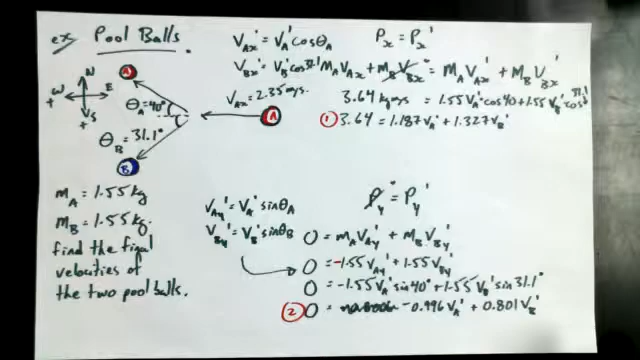 ex: Pool Balls.
N
W E
+
+ S
A
θA = 40°
θB = 31.1°
B
VAx = 2.35 m/s.
A
mA = 1.55 kg
mB = 1.55 kg.
find the final
velocities of
the two pool balls.
VAx' = VA' cosθA
Px = Px'
VBx' = VB' cos31.1 mAVAx + mBVBx° = mAVAx' + mBVBx'
3.64 kg m/s = 1.55VA' cos40 + 1.55VB' cos31.1
① 3.64 = 1.187VA' + 1.327VB'
VAy' = VA' sinθA
VBy' = VB' sinθB
Py° = Py'
0 = mAVAy' + mBVBy'
0 = -1.55VAy' + 1.55VBy'
0 = -1.55VA' sin40° + 1.55VB' sin31.1°
② 0 = -0.996VA' + 0.801VB'